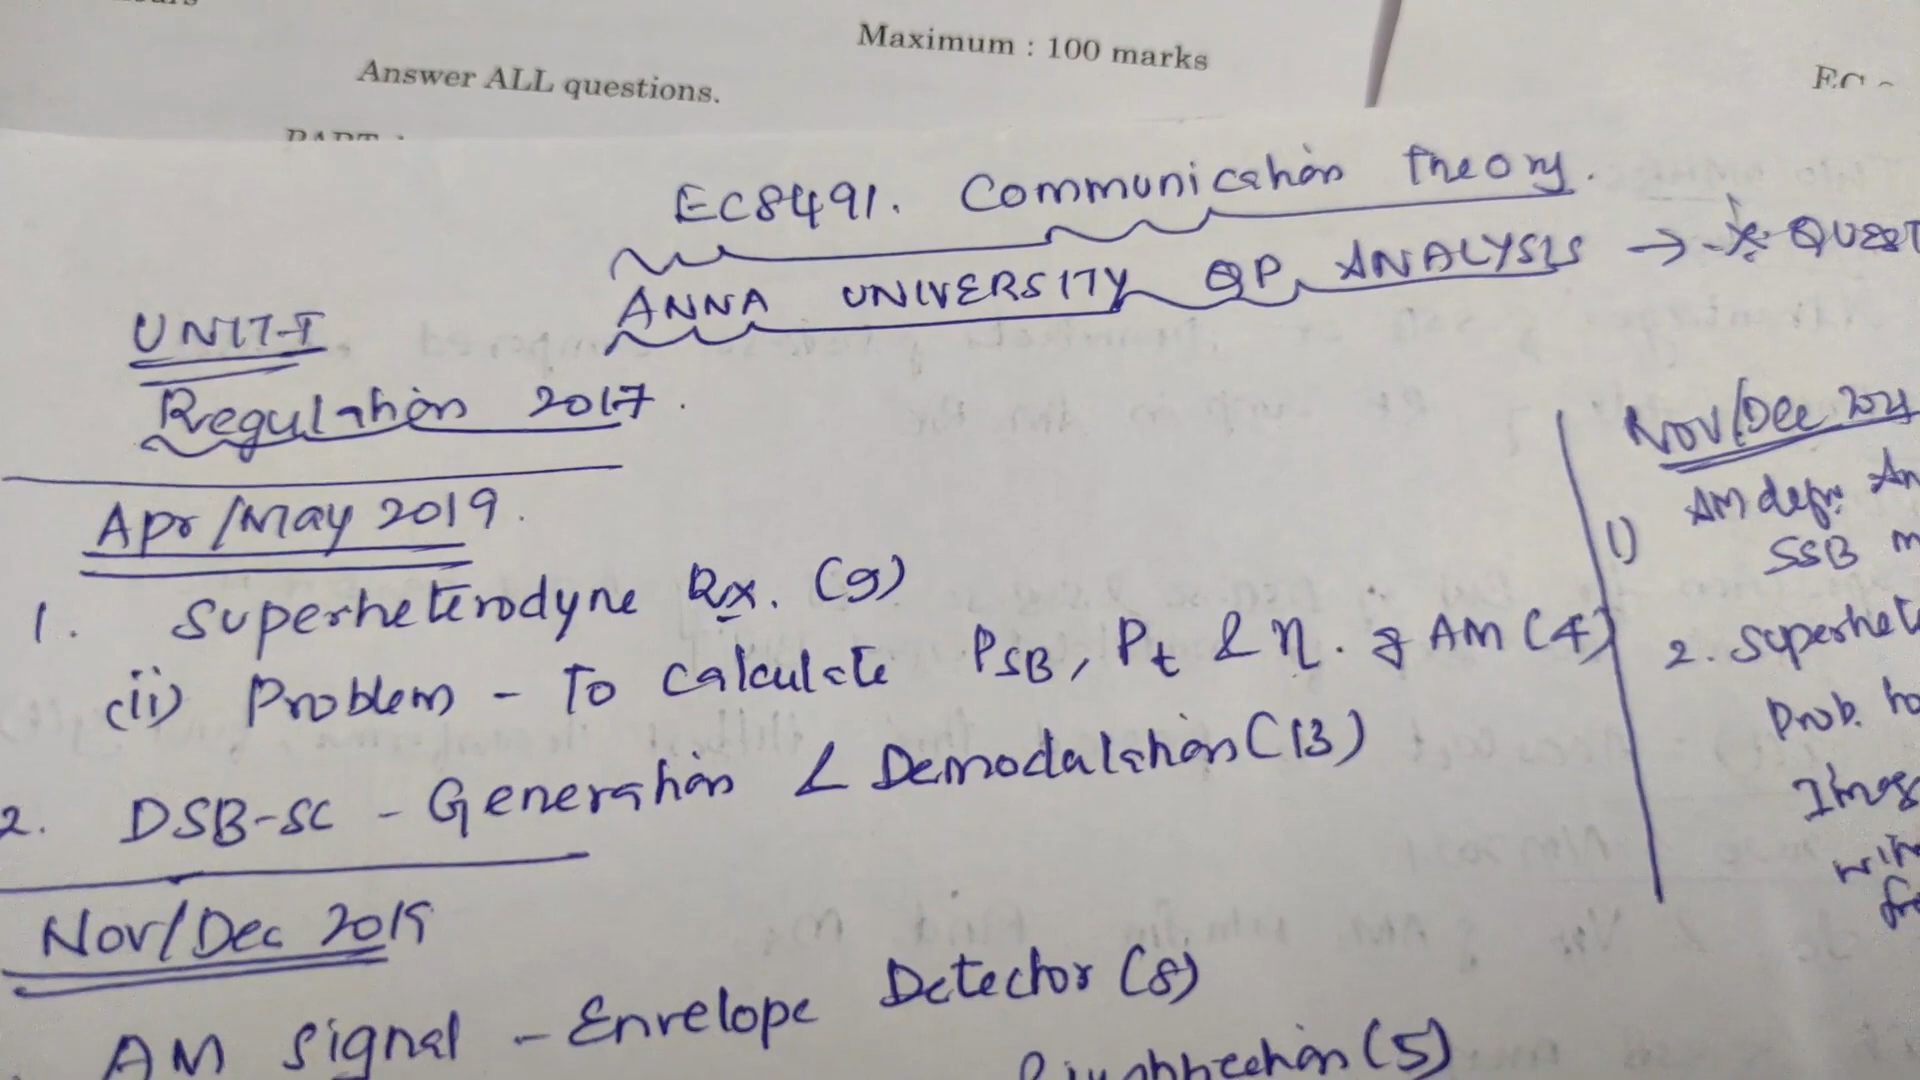 Maximum : 100 marks
Answer ALL questions.
EC8491. Communication Theory.
ANNA UNIVERSITY QP ANALYSIS →
UNIT-I
Regulation 2017.
Apr/May 2019.
1. Superheterodyne Rx. (9)
(ii) Problem - To calculate PSB, Pt & η. of AM (4)
2. DSB-SC - Generation & Demodulation (13)
Nov/Dec 2019
AM signal - Envelope Detector (8)
(5)
Nov/Dec 2021
1) AM defn.
SSB
2.
Prob.